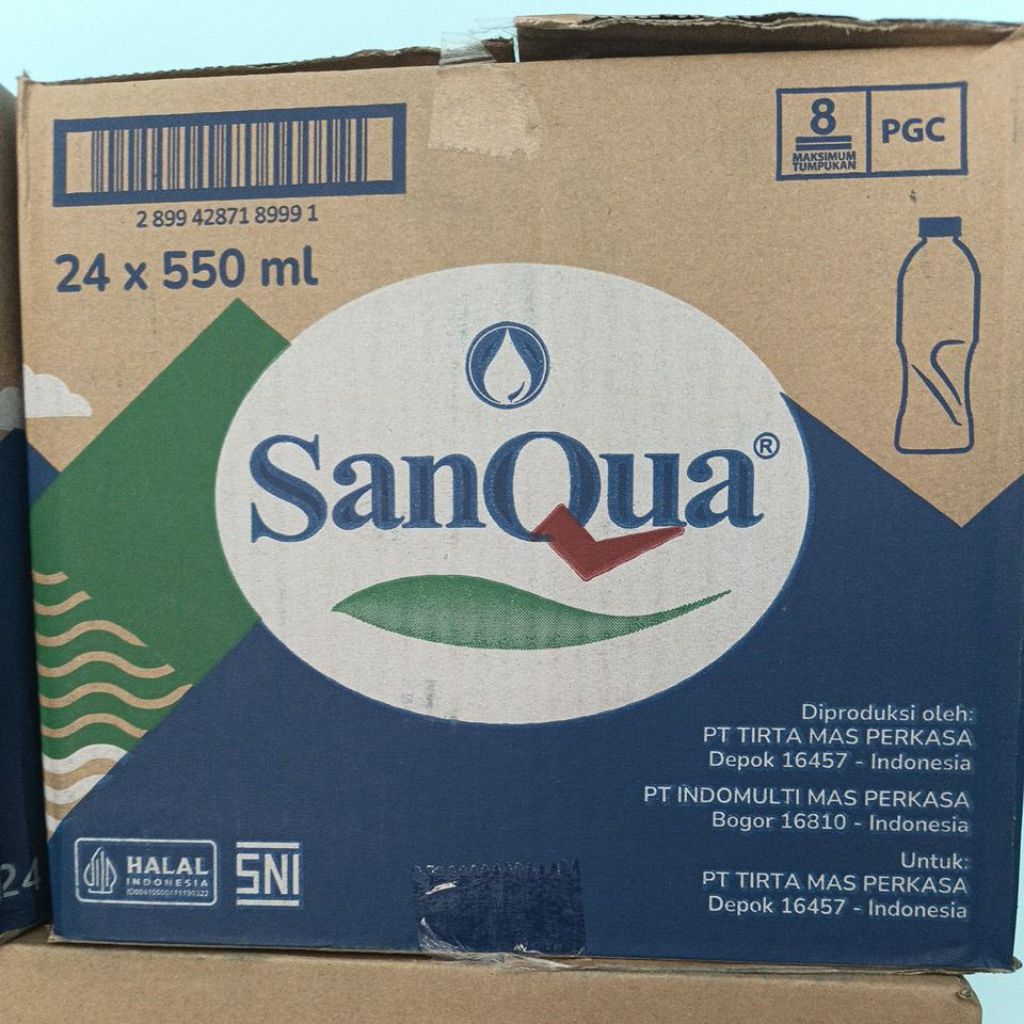 2 899 42871 8999 1
24 x 550 ml
8
MAKSIMUM
TUMPUKAN
PGC
SanQua®
Diproduksi oleh:
PT TIRTA MAS PERKASA
Depok 16457 - Indonesia
PT INDOMULTI MAS PERKASA
Bogor 16810 - Indonesia
Untuk:
PT TIRTA MAS PERKASA
Depok 16457 - Indonesia
HALAL
INDONESIA
SNI
24